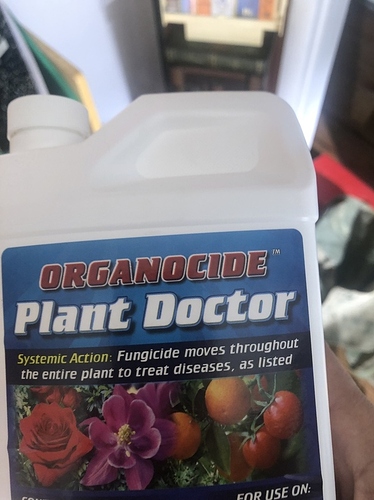 ORGANOCIDE™
Plant Doctor
Systemic Action: Fungicide moves throughout
the entire plant to treat diseases, as listed
FOR USE ON: